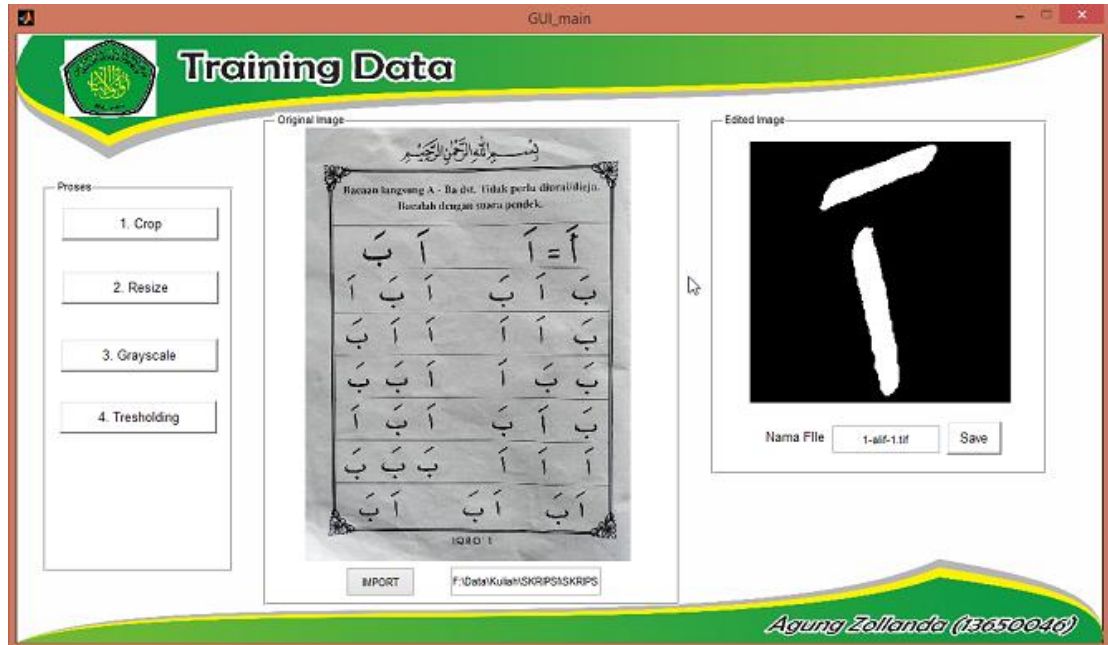 GUI_main
Training Data
Proses
1. Crop
2. Resize
3. Grayscale
4. Tresholding
Original Image
بِسْمِ اللهِ الرَّحْمٰنِ الرَّحِيْمِ
Bacaan langsung A - Ba dst. Tidak perlu diurai/dieja.
Bacalah dengan suara pendek.
أَ = اَ اَ بَ
بَ اَ بَ اَ بَ اَ
بَ اَ اَ اَ اَ بَ
بَ بَ اَ اَ بَ بَ
بَ اَ بَ اَ بَ اَ
اَ اَ اَ بَ بَ بَ
اَ بَ اَ بَ اَ بَ
IQRO' 1
IMPORT F:\Data\Kuliah\SKRIPSI\SKRIPS
Edited Image
اَ
Nama FIle 1-alif-1.tif Save
Agung Zollanda (13650046)